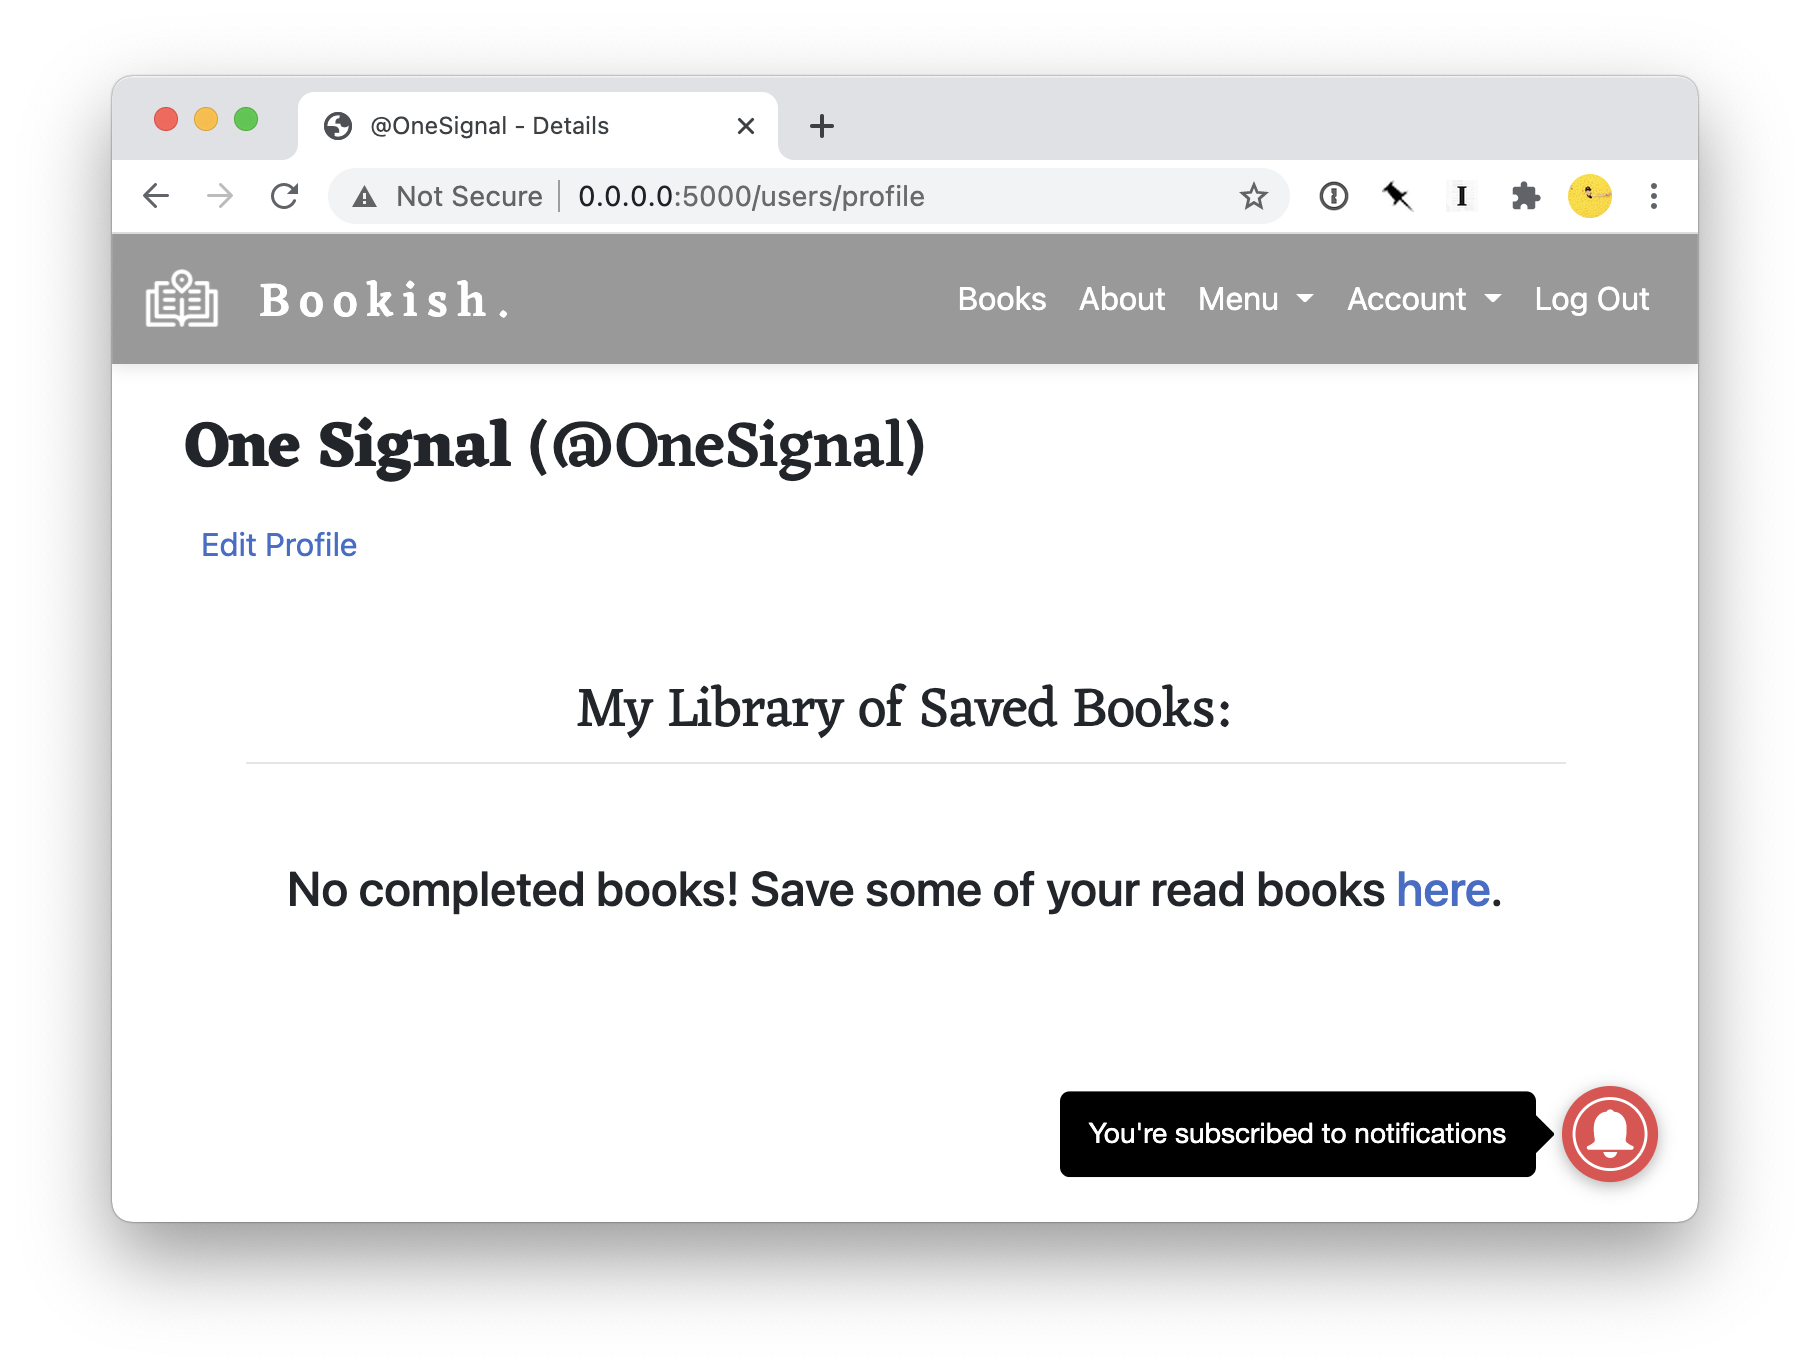 @OneSignal - Details
Not Secure 0.0.0.0:5000/users/profile
I
Bookish.
Books About Menu Account Log Out
One Signal (@OneSignal)
Edit Profile
My Library of Saved Books:
No completed books! Save some of your read books here.
You're subscribed to notifications